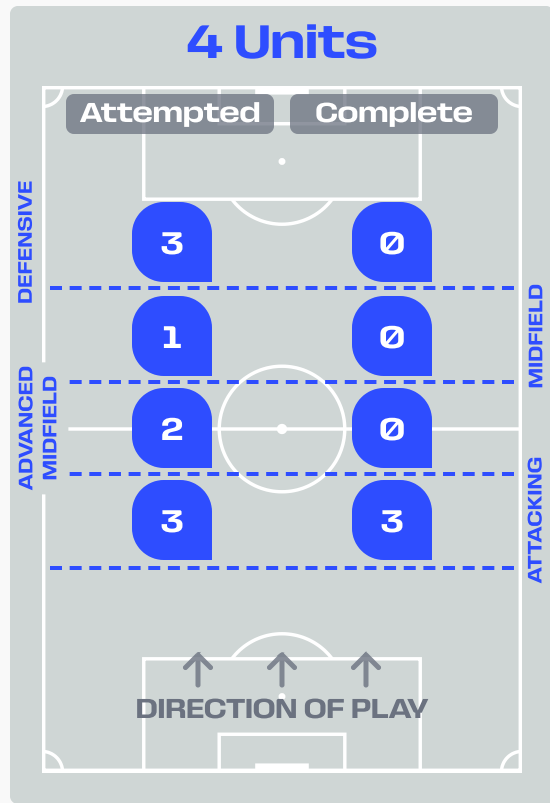 4 Units
Attempted Complete
DEFENSIVE
3 0
MIDFIELD
1 0
ADVANCED
MIDFIELD
2 0
ATTACKING
3 3
DIRECTION OF PLAY